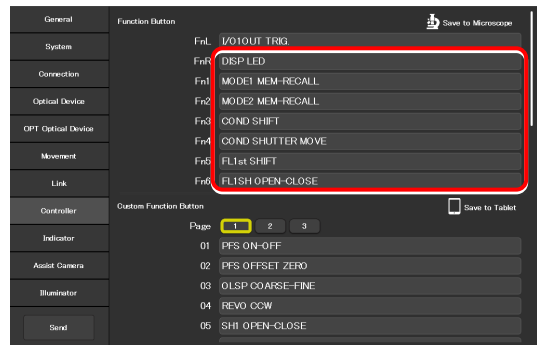 General
System
Connection
Optical Device
OPT Optical Device
Movement
Link
Controller
Indicator
Assist Camera
Illuminator
Send
Function Button
Save to Microscope
FnL I/O1OUT TRIG.
FnR DISP LED
Fn1 MODE1 MEM-RECALL
Fn2 MODE2 MEM-RECALL
Fn3 COND SHIFT
Fn4 COND SHUTTER MOVE
Fn5 FL1st SHIFT
Fn6 FL1SH OPEN-CLOSE
Custom Function Button
Save to Tablet
Page 1 2 3
01 PFS ON-OFF
02 PFS OFFSET ZERO
03 OLSP COARSE-FINE
04 REVO CCW
05 SH1 OPEN-CLOSE